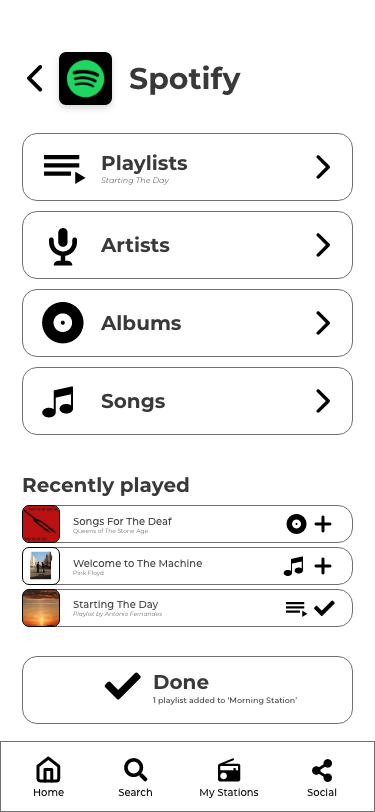 Spotify
Playlists
Starting The Day
Artists
Albums
Songs
Recently played
Songs For The Deaf
Queens of The Stone Age
Welcome to The Machine
Pink Floyd
Starting The Day
Playlist by António Fernandes
Done
1 playlist added to ‘Morning Station’
Home
Search
My Stations
Social